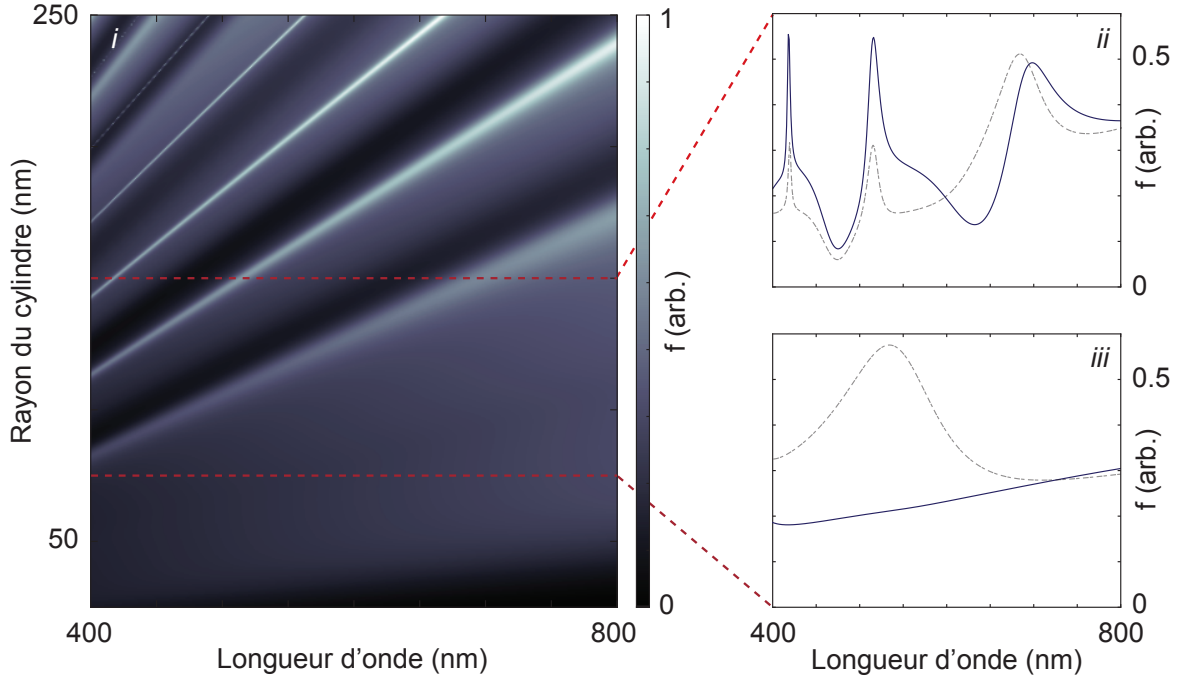 250
i
Rayon du cylindre (nm)
50
400
800
Longueur d'onde (nm)
1
f (arb.)
0
ii
0.5
f (arb.)
0
iii
0.5
f (arb.)
0
400
800
Longueur d'onde (nm)